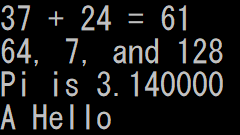 37 + 24 = 61
64, 7, and 128
Pi is 3.140000
A Hello